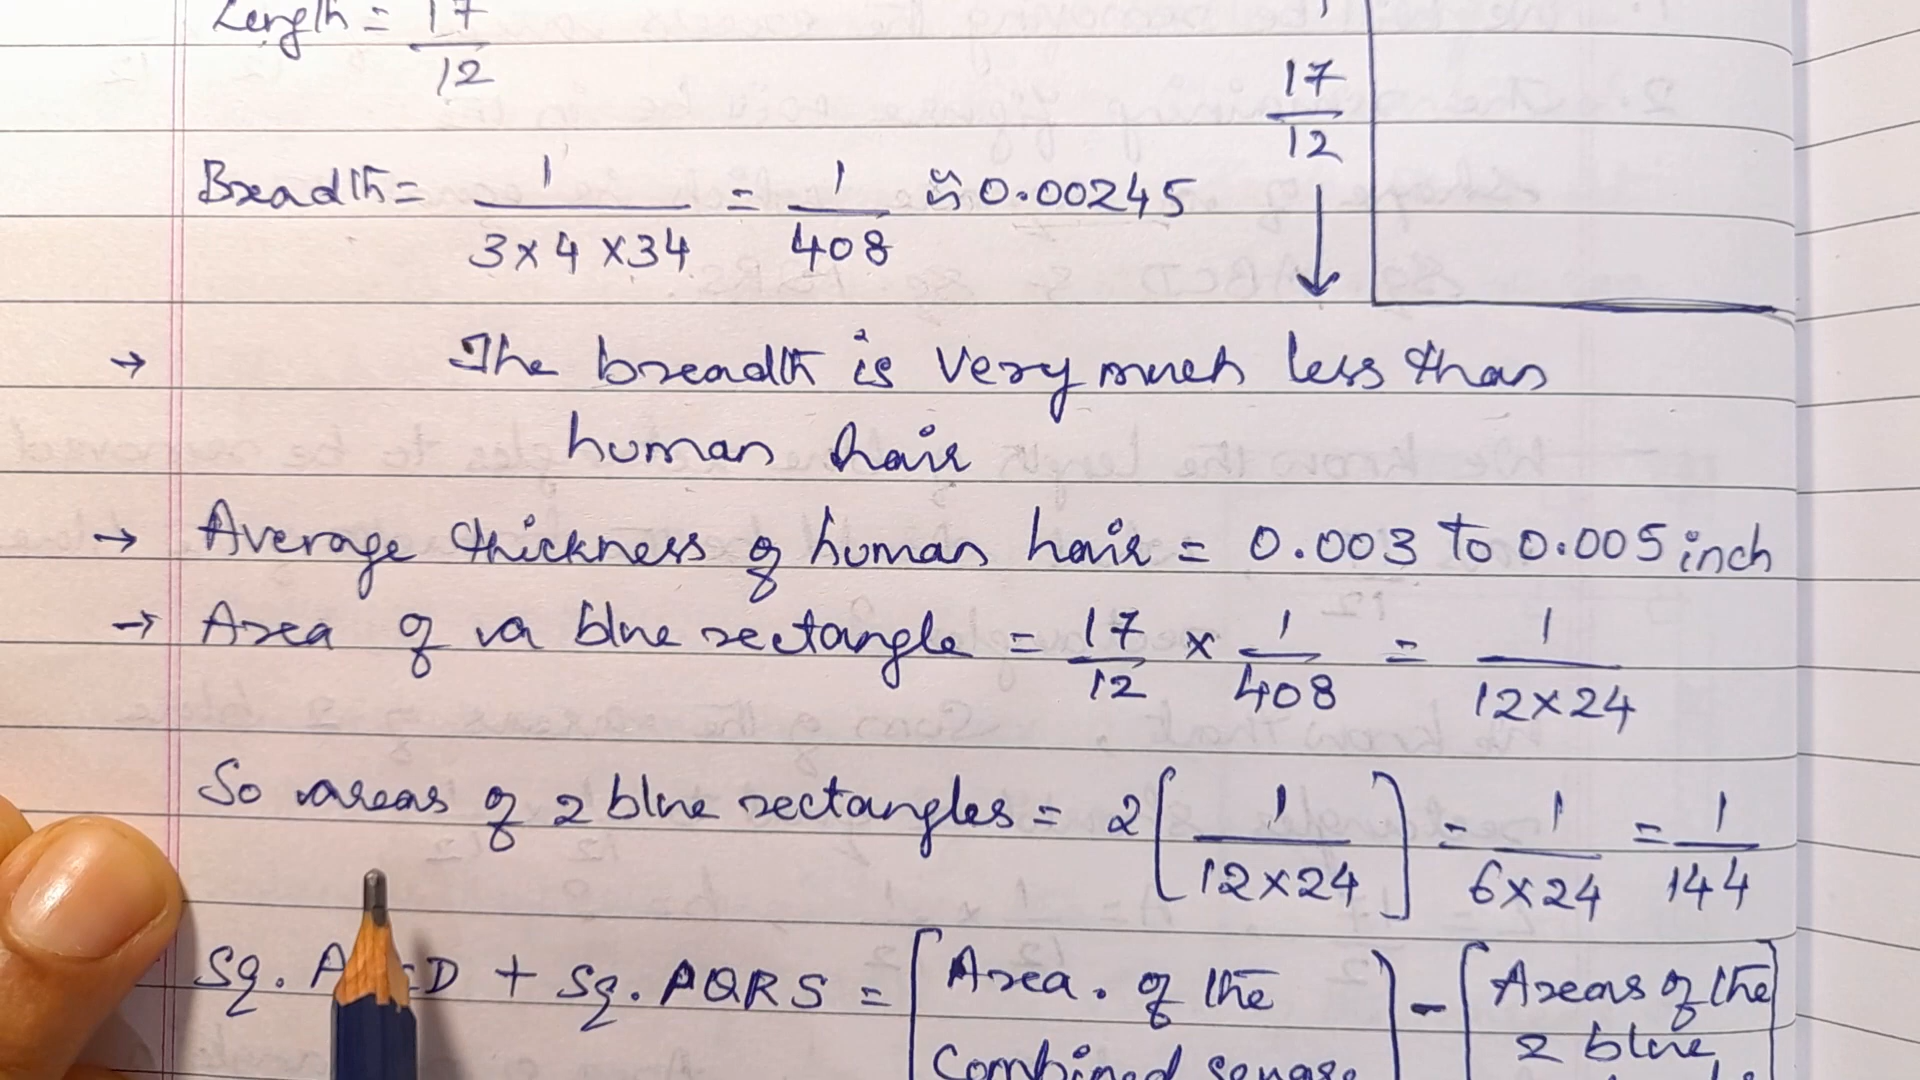 Length = 17/12
17/12
Breadth = 1/(3 × 4 × 34) = 1/408 ≈ 0.00245
→ The breadth is very much less than
human hair
→ Average thickness of human hair = 0.003 to 0.005 inch
→ Area of a blue rectangle = 17/12 × 1/408 = 1/(12×24)
So areas of 2 blue rectangles = 2[1/(12×24)] = 1/(6×24) = 1/144
Sq. A CD + Sq. PQRS = [Area. of the
Combined square] - [Areas of the
2 blue